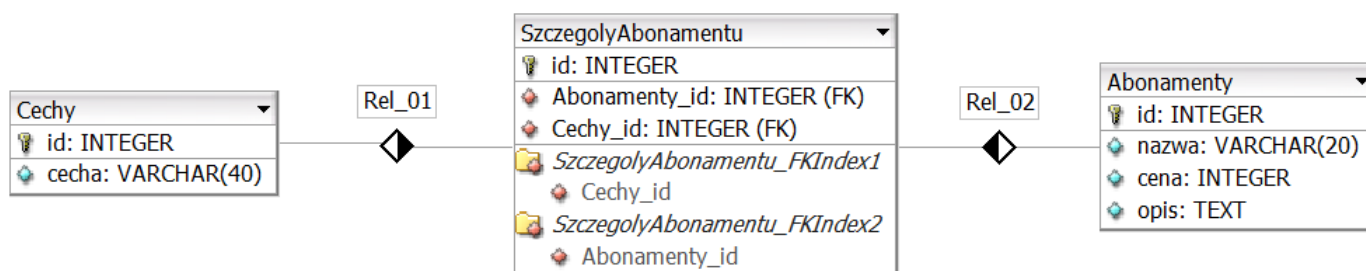 Cechy
id: INTEGER
cecha: VARCHAR(40)
Rel_01
SzczegolyAbonamentu
id: INTEGER
Abonamenty_id: INTEGER (FK)
Cechy_id: INTEGER (FK)
SzczegolyAbonamentu_FKIndex1
Cechy_id
SzczegolyAbonamentu_FKIndex2
Abonamenty_id
Rel_02
Abonamenty
id: INTEGER
nazwa: VARCHAR(20)
cena: INTEGER
opis: TEXT